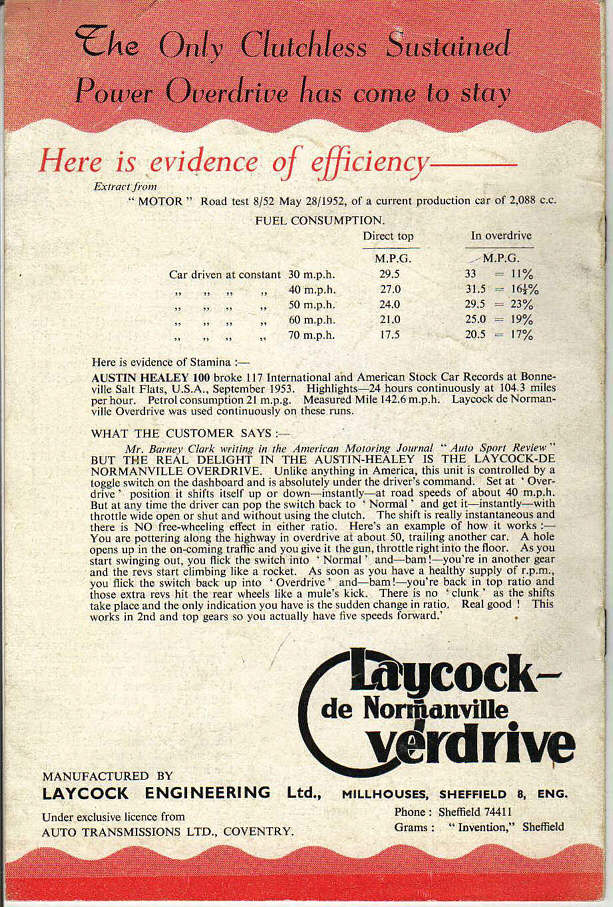 The Only Clutchless Sustained
Power Overdrive has come to stay
Here is evidence of efficiency—
Extract from
" MOTOR " Road test 8/52 May 28/1952, of a current production car of 2,088 c.c.
FUEL CONSUMPTION.
Direct top In overdrive
M.P.G. M.P.G.
Car driven at constant 30 m.p.h. 29.5 33 = 11%
„ „ „ „ 40 m.p.h. 27.0 31.5 = 16½%
„ „ „ „ 50 m.p.h. 24.0 29.5 = 23%
„ „ „ „ 60 m.p.h. 21.0 25.0 = 19%
„ „ „ „ 70 m.p.h. 17.5 20.5 = 17%
Here is evidence of Stamina :—
AUSTIN HEALEY 100 broke 117 International and American Stock Car Records at Bonne-
ville Salt Flats, U.S.A., September 1953. Highlights—24 hours continuously at 104.3 miles
per hour. Petrol consumption 21 m.p.g. Measured Mile 142.6 m.p.h. Laycock de Norman-
ville Overdrive was used continuously on these runs.
WHAT THE CUSTOMER SAYS :—
Mr. Barney Clark writing in the American Motoring Journal " Auto Sport Review "
BUT THE REAL DELIGHT IN THE AUSTIN-HEALEY IS THE LAYCOCK-DE
NORMANVILLE OVERDRIVE. Unlike anything in America, this unit is controlled by a
toggle switch on the dashboard and is absolutely under the driver's command. Set at ' Over-
drive ' position it shifts itself up or down—instantly—at road speeds of about 40 m.p.h.
But at any time the driver can pop the switch back to ' Normal ' and get it—instantly—with
throttle wide open or shut and without using the clutch. The shift is really instantaneous and
there is NO free-wheeling effect in either ratio. Here's an example of how it works :—
You are pottering along the highway in overdrive at about 50, trailing another car. A hole
opens up in the on-coming traffic and you give it the gun, throttle right into the floor. As you
start swinging out, you flick the switch into ' Normal ' and—bam!—you're in another gear
and the revs start climbing like a rocket. As soon as you have a healthy supply of r.p.m.,
you flick the switch back up into ' Overdrive ' and—bam!—you're back in top ratio and
those extra revs hit the rear wheels like a mule's kick. There is no ' clunk ' as the shifts
take place and the only indication you have is the sudden change in ratio. Real good ! This
works in 2nd and top gears so you actually have five speeds forward.'
Laycock-
de Normanville
Overdrive
MANUFACTURED BY
LAYCOCK ENGINEERING Ltd., MILLHOUSES, SHEFFIELD 8, ENG.
Under exclusive licence from Phone : Sheffield 74411
AUTO TRANSMISSIONS LTD., COVENTRY. Grams : " Invention," Sheffield